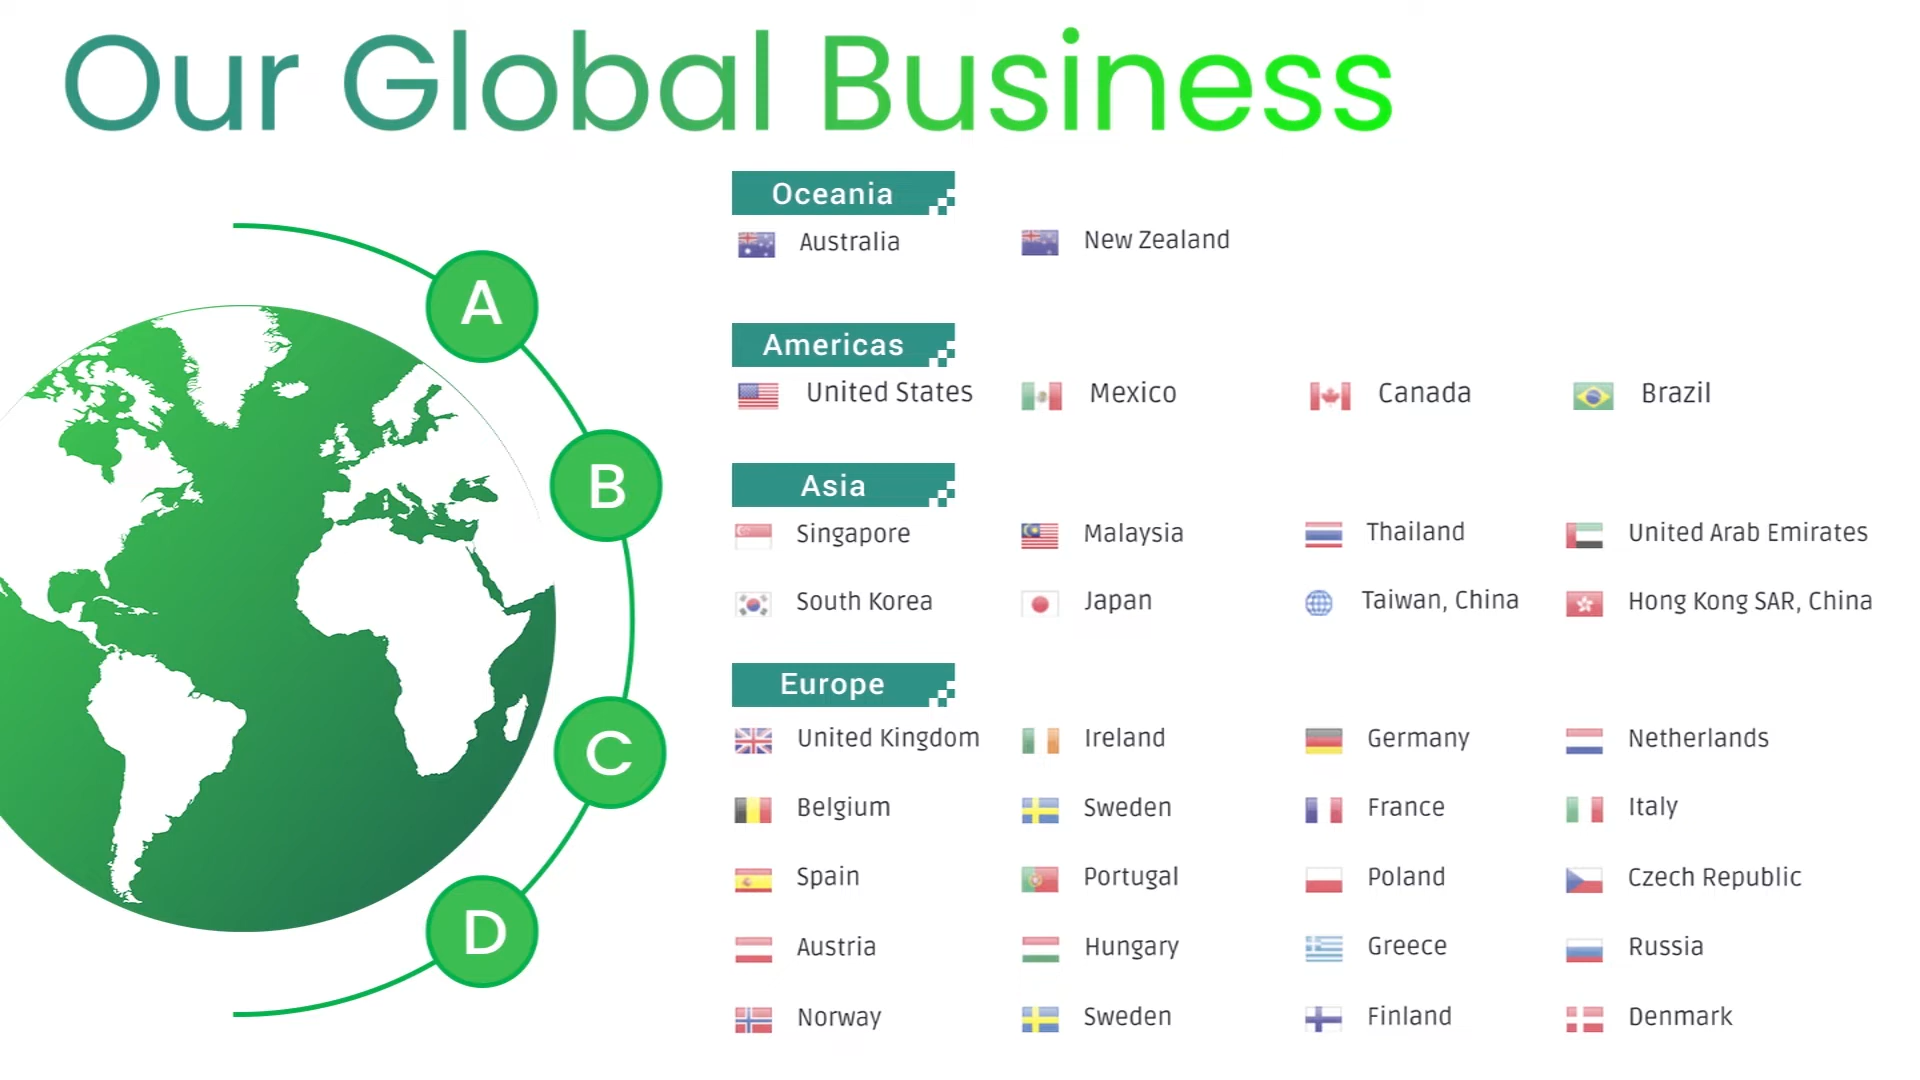 Our Global Business
A
B
C
D
Oceania
Australia New Zealand
Americas
United States Mexico Canada Brazil
Asia
Singapore Malaysia Thailand United Arab Emirates
South Korea Japan Taiwan, China Hong Kong SAR, China
Europe
United Kingdom Ireland Germany Netherlands
Belgium Sweden France Italy
Spain Portugal Poland Czech Republic
Austria Hungary Greece Russia
Norway Sweden Finland Denmark